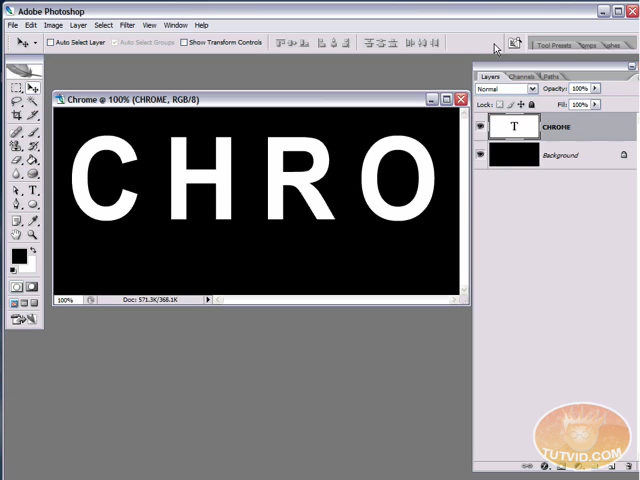 Adobe Photoshop
File Edit Image Layer Select Filter View Window Help
Auto Select Layer Auto Select Groups Show Transform Controls
Tool Presets
Layers Channels Paths
Normal Opacity: 100%
Lock: Fill: 100%
Chrome @ 100% (CHROME, RGB/8)
CHRO
T CHROME
Background
100% Doc: 571.3K/368.1K
TUTVID.COM